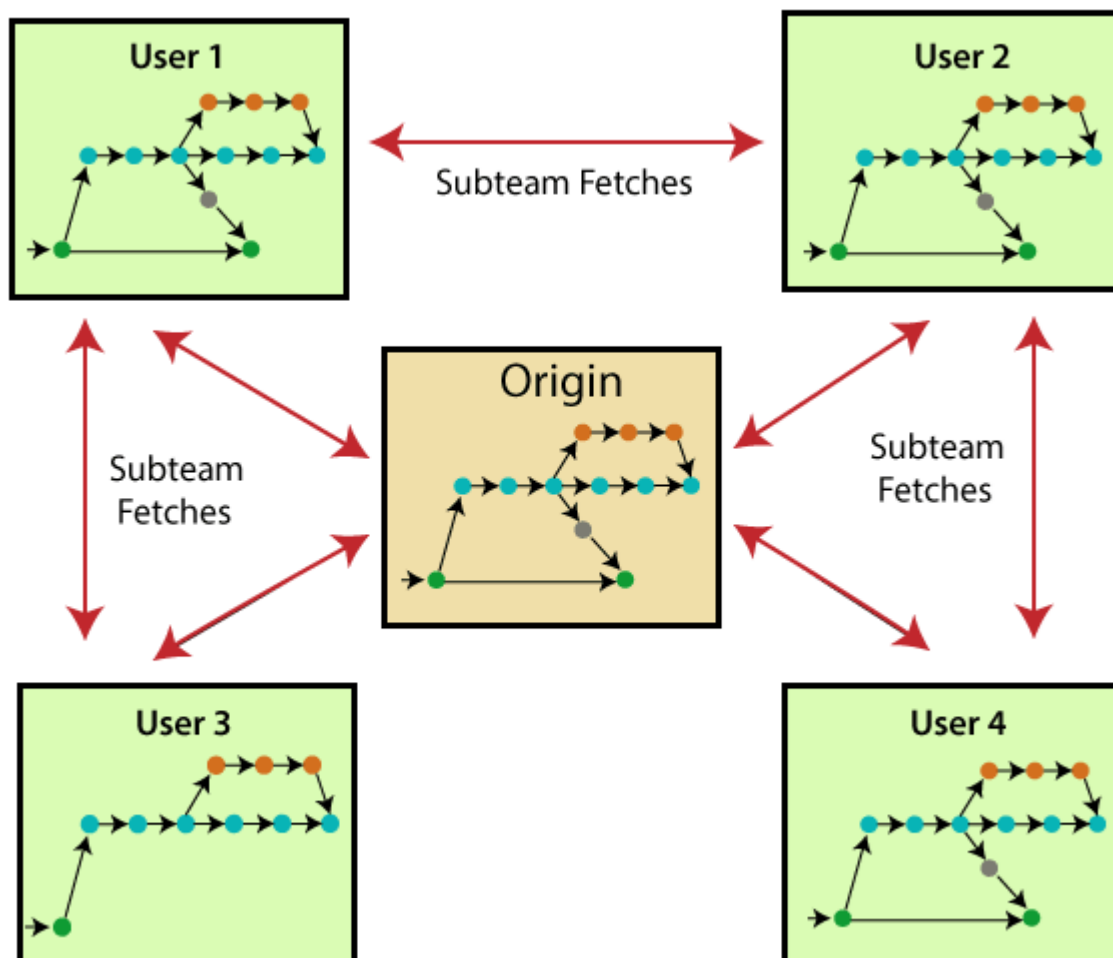 User 1
User 2
Subteam Fetches
Origin
Subteam
Fetches
Subteam
Fetches
User 3
User 4